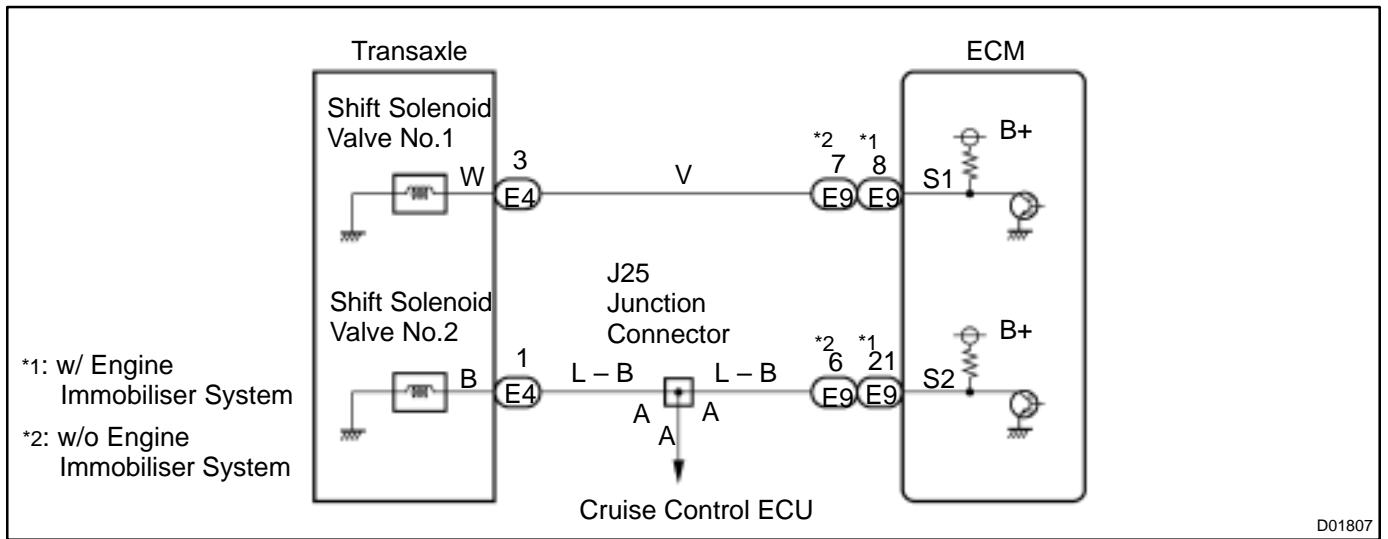 Transaxle
ECM
Shift Solenoid
Valve No.1
W
3
E4
V
*2
7
E9
*1
8
E9
S1
B+
J25
Junction
Connector
Shift Solenoid
Valve No.2
B
1
E4
L – B
A
A
A
L – B
*2
6
E9
*1
21
E9
S2
B+
*1: w/ Engine
Immobiliser System
*2: w/o Engine
Immobiliser System
Cruise Control ECU
D01807